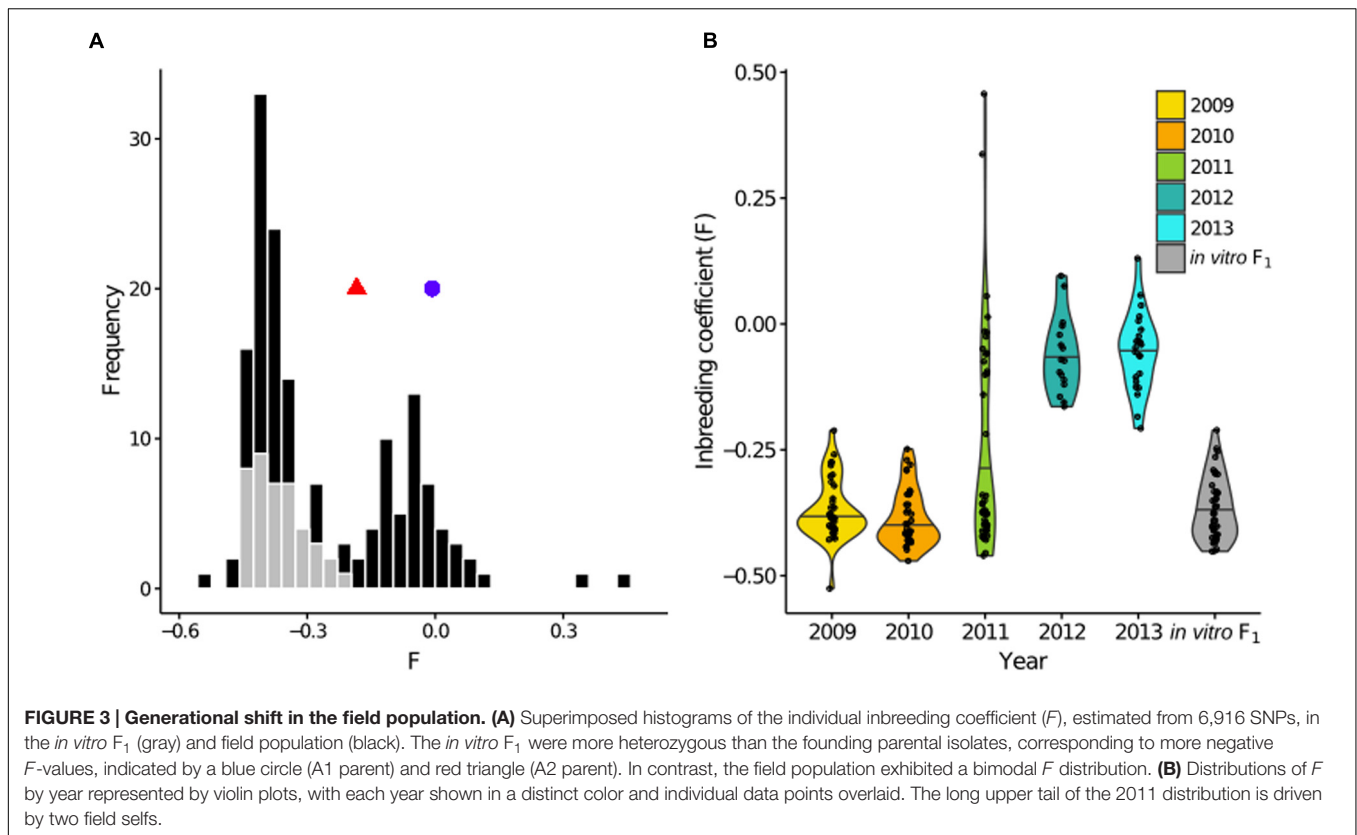 A
B
Frequency
30
20
10
0
−0.6
−0.3
0.0
0.3
F
Inbreeding coefficient (F)
0.50
0.25
0.00
−0.25
−0.50
2009
2010
2011
2012
2013
in vitro F1
2009
2010
2011
2012
2013
in vitro F1
Year
FIGURE 3 | Generational shift in the field population. (A) Superimposed histograms of the individual inbreeding coefficient (F), estimated from 6,916 SNPs, in
the in vitro F1 (gray) and field population (black). The in vitro F1 were more heterozygous than the founding parental isolates, corresponding to more negative
F-values, indicated by a blue circle (A1 parent) and red triangle (A2 parent). In contrast, the field population exhibited a bimodal F distribution. (B) Distributions of F
by year represented by violin plots, with each year shown in a distinct color and individual data points overlaid. The long upper tail of the 2011 distribution is driven
by two field selfs.